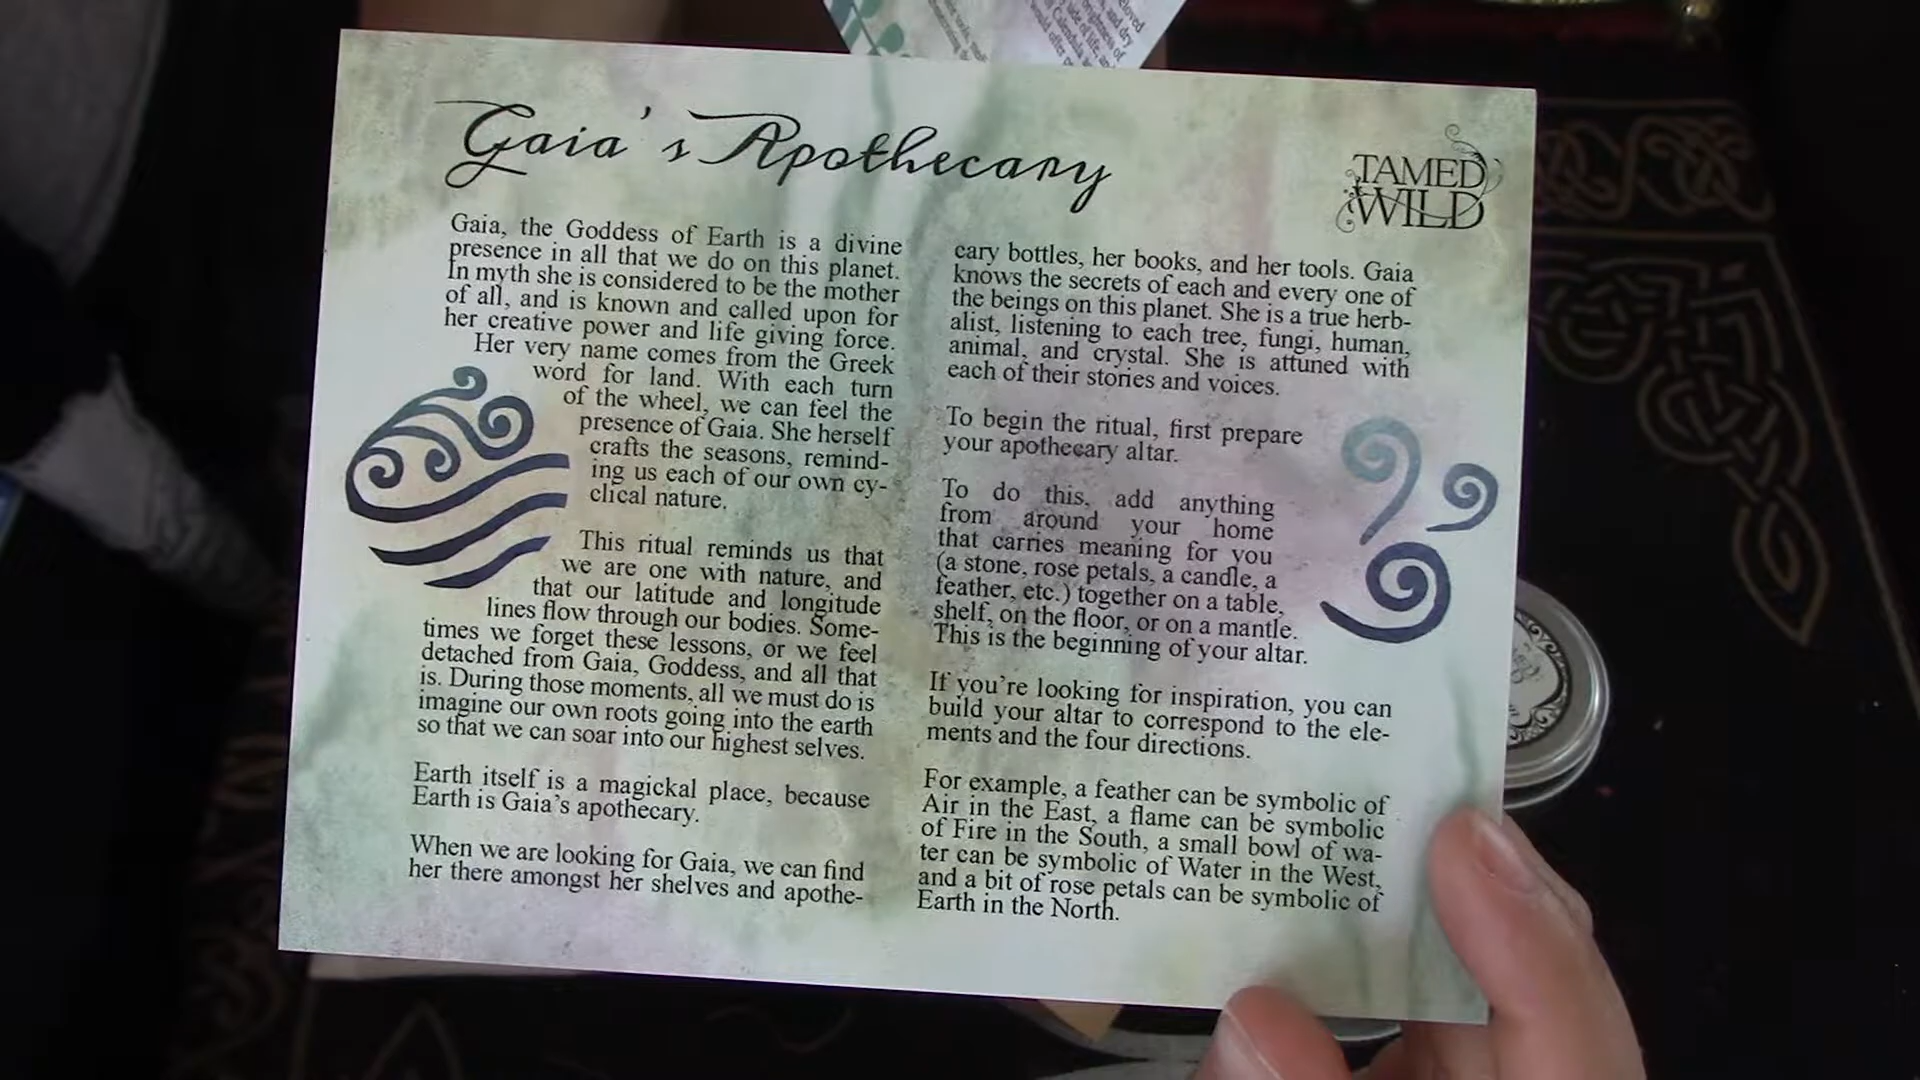 Gaia's Apothecary
TAMED
WILD
Gaia, the Goddess of Earth is a divine
presence in all that we do on this planet.
In myth she is considered to be the mother
of all, and is known and called upon for
her creative power and life giving force.
Her very name comes from the Greek
word for land. With each turn
of the wheel, we can feel the
presence of Gaia. She herself
crafts the seasons, remind-
ing us each of our own cy-
clical nature.
This ritual reminds us that
we are one with nature, and
that our latitude and longitude
lines flow through our bodies. Some-
times we forget these lessons, or we feel
detached from Gaia, Goddess, and all that
is. During those moments, all we must do is
imagine our own roots going into the earth
so that we can soar into our highest selves.
Earth itself is a magickal place, because
Earth is Gaia's apothecary.
When we are looking for Gaia, we can find
her there amongst her shelves and apothe-
cary bottles, her books, and her tools. Gaia
knows the secrets of each and every one of
the beings on this planet. She is a true herb-
alist, listening to each tree, fungi, human,
animal, and crystal. She is attuned with
each of their stories and voices.
To begin the ritual, first prepare
your apothecary altar.
To do this, add anything
from around your home
that carries meaning for you
(a stone, rose petals, a candle, a
feather, etc.) together on a table,
shelf, on the floor, or on a mantle.
This is the beginning of your altar.
If you're looking for inspiration, you can
build your altar to correspond to the ele-
ments and the four directions.
For example, a feather can be symbolic of
Air in the East, a flame can be symbolic
of Fire in the South, a small bowl of wa-
ter can be symbolic of Water in the West,
and a bit of rose petals can be symbolic of
Earth in the North.
and dry
side of life,
of Calendula
would offer